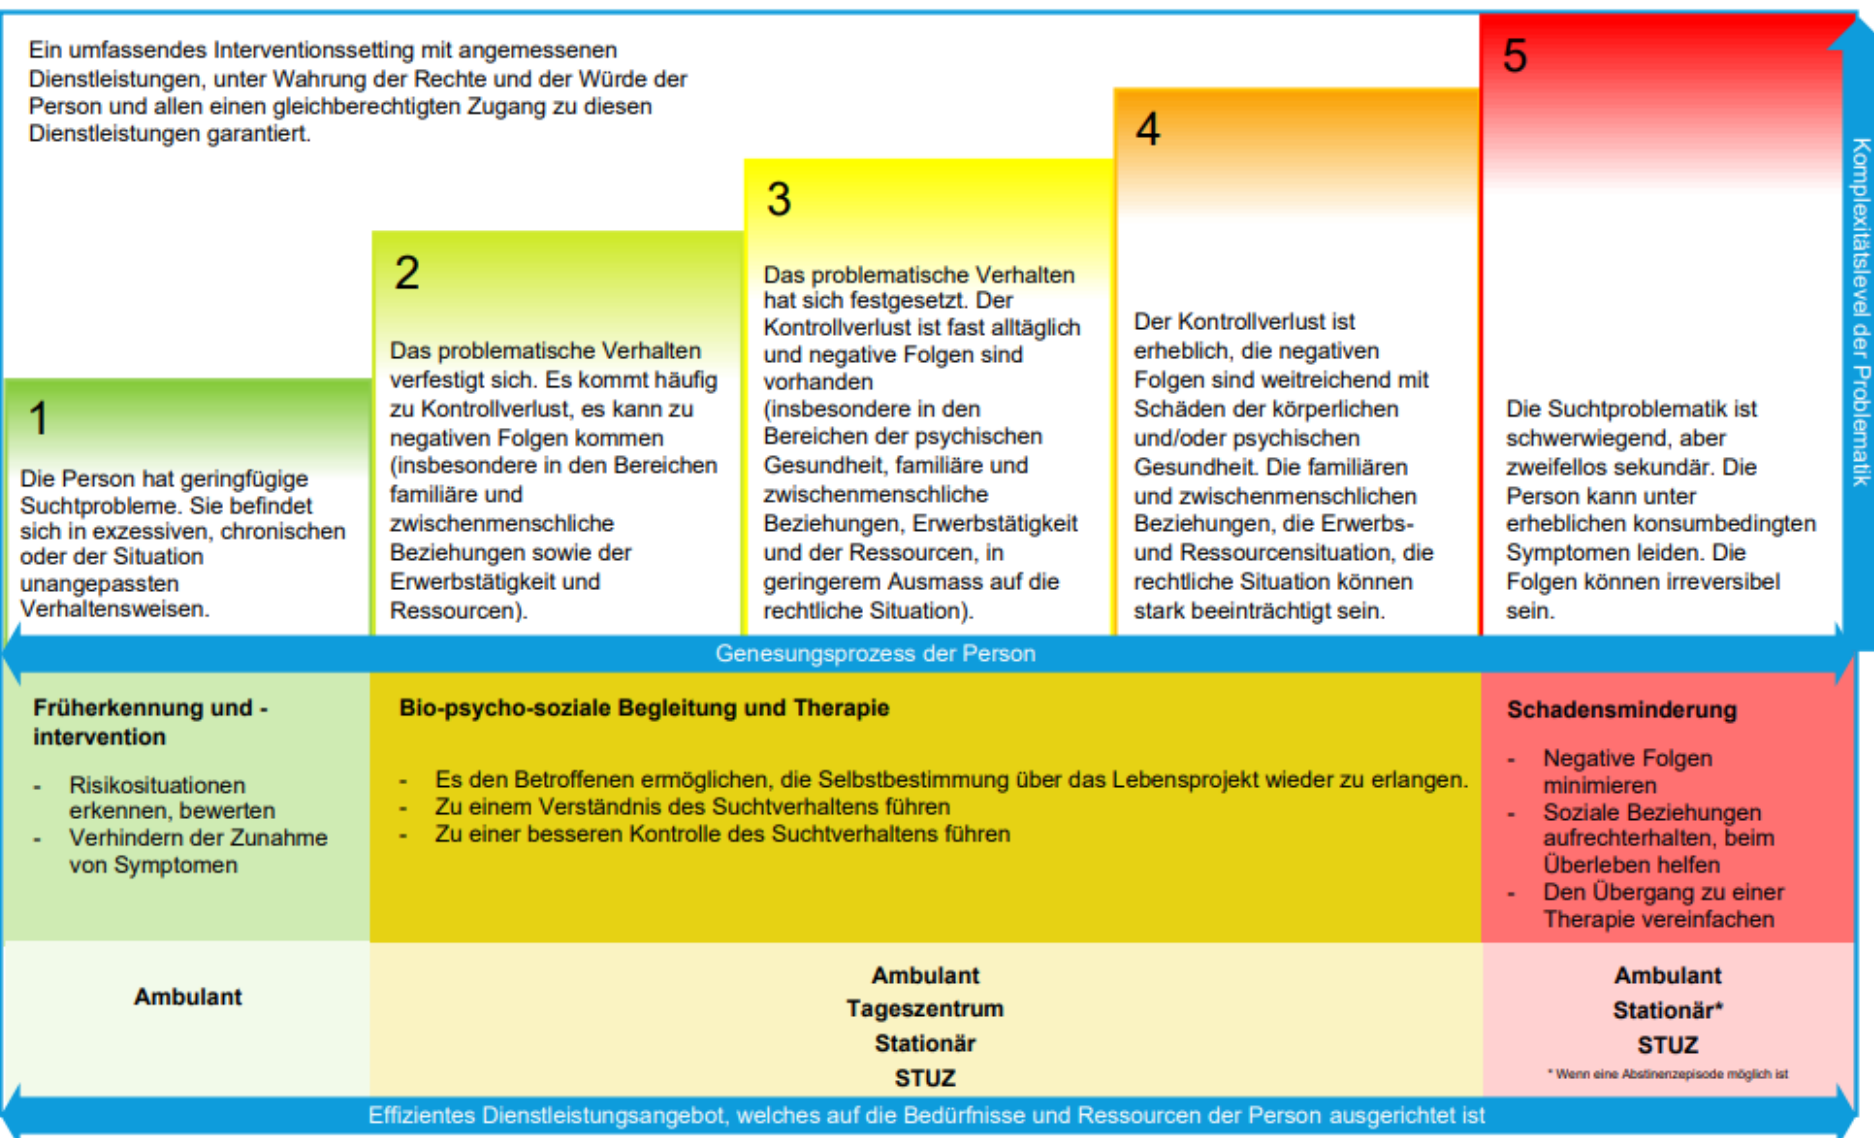 Ein umfassendes Interventionssetting mit angemessenen
Dienstleistungen, unter Wahrung der Rechte und der Würde der
Person und allen einen gleichberechtigten Zugang zu diesen
Dienstleistungen garantiert.
1
Die Person hat geringfügige
Suchtprobleme. Sie befindet
sich in exzessiven, chronischen
oder der Situation
unangepassten
Verhaltensweisen.
2
Das problematische Verhalten
verfestigt sich. Es kommt häufig
zu Kontrollverlust, es kann zu
negativen Folgen kommen
(insbesondere in den Bereichen
familiäre und
zwischenmenschliche
Beziehungen sowie der
Erwerbstätigkeit und
Ressourcen).
3
Das problematische Verhalten
hat sich festgesetzt. Der
Kontrollverlust ist fast alltäglich
und negative Folgen sind
vorhanden
(insbesondere in den
Bereichen der psychischen
Gesundheit, familiäre und
zwischenmenschliche
Beziehungen, Erwerbstätigkeit
und der Ressourcen, in
geringerem Ausmass auf die
rechtliche Situation).
4
Der Kontrollverlust ist
erheblich, die negativen
Folgen sind weitreichend mit
Schäden der körperlichen
und/oder psychischen
Gesundheit. Die familiären
und zwischenmenschlichen
Beziehungen, die Erwerbs-
und Ressourcensituation, die
rechtliche Situation können
stark beeinträchtigt sein.
5
Die Suchtproblematik ist
schwerwiegend, aber
zweifellos sekundär. Die
Person kann unter
erheblichen konsumbedingten
Symptomen leiden. Die
Folgen können irreversibel
sein.
Komplexitätslevel der Problematik
Genesungsprozess der Person
Früherkennung und -
intervention
- Risikosituationen
erkennen, bewerten
- Verhindern der Zunahme
von Symptomen
Bio-psycho-soziale Begleitung und Therapie
- Es den Betroffenen ermöglichen, die Selbstbestimmung über das Lebensprojekt wieder zu erlangen.
- Zu einem Verständnis des Suchtverhaltens führen
- Zu einer besseren Kontrolle des Suchtverhaltens führen
Schadensminderung
- Negative Folgen
minimieren
- Soziale Beziehungen
aufrechterhalten, beim
Überleben helfen
- Den Übergang zu einer
Therapie vereinfachen
Ambulant
Ambulant
Tageszentrum
Stationär
STUZ
Ambulant
Stationär*
STUZ
* Wenn eine Abstinenzepisode möglich ist
Effizientes Dienstleistungsangebot, welches auf die Bedürfnisse und Ressourcen der Person ausgerichtet ist